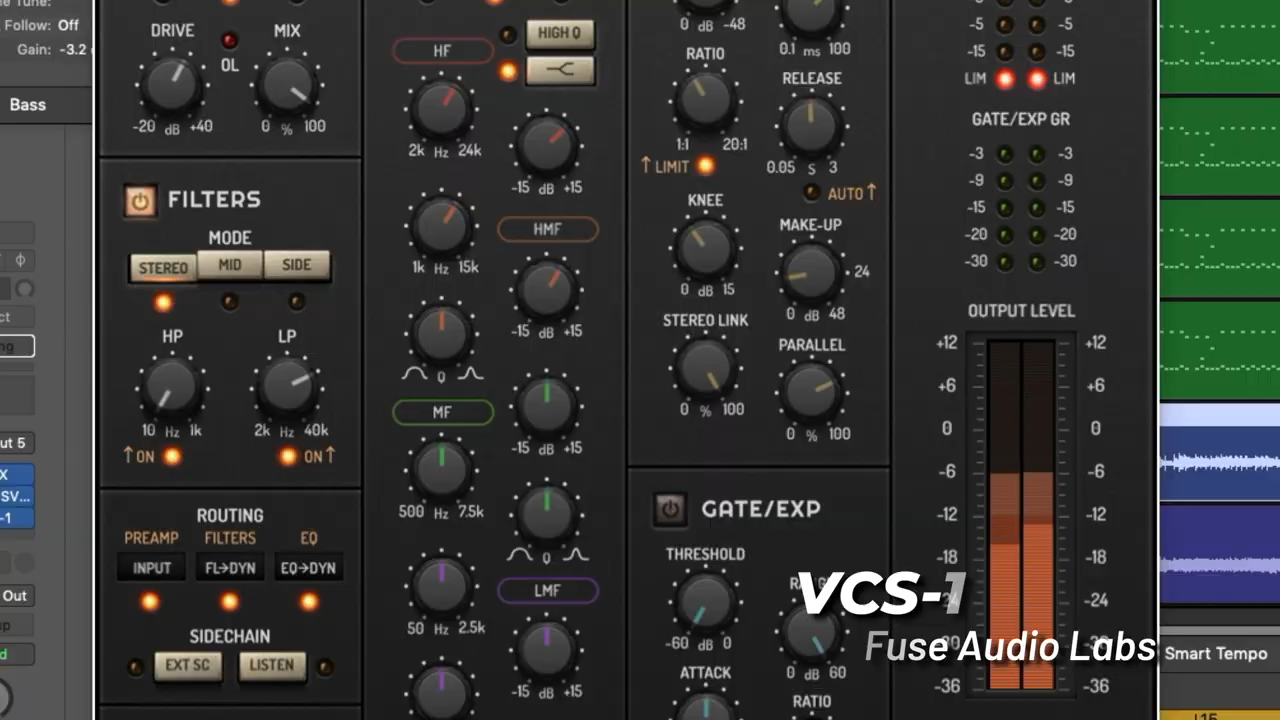 Follow: Off
Gain: -3.2
Bass
ut 5
X
SV...
-1
Out
d
DRIVE
OL
MIX
-20 dB +40
0 % 100
FILTERS
MODE
STEREO MID SIDE
HP LP
10 Hz 1k
2k Hz 40k
↑ON ON↑
ROUTING
PREAMP FILTERS EQ
INPUT FL→DYN EQ→DYN
SIDECHAIN
EXT SC LISTEN
HIGH Q
HF
2k Hz 24k
-15 dB +15
HMF
1k Hz 15k
-15 dB +15
Q
MF
-15 dB +15
500 Hz 7.5k
Q
LMF
50 Hz 2.5k
-15 dB +15
0 dB -48
0.1 ms 100
RATIO
1:1 20:1
RELEASE
0.05 S 3
↑LIMIT
AUTO↑
KNEE
0 dB 15
MAKE-UP
24
0 dB 48
STEREO LINK
0 % 100
PARALLEL
0 % 100
GATE/EXP
THRESHOLD
-60 dB 0
0 dB 60
ATTACK
RATIO
-5 -5
-15 -15
LIM LIM
GATE/EXP GR
-3 -3
-9 -9
-15 -15
-20 -20
-30 -30
OUTPUT LEVEL
+12 +12
+6 +6
0 0
-6 -6
-12 -12
-18 -18
-24
-36 -36
VCS-1
Fuse Audio Labs
Smart Tempo